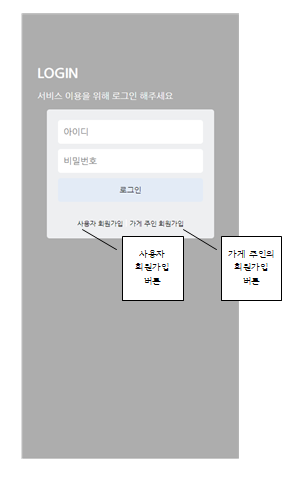 LOGIN
서비스 이용을 위해 로그인 해주세요
아이디
비밀번호
로그인
사용자 회원가입 가게 주인 회원가입
사용자
회원가입
버튼
가게 주인의
회원가입
버튼